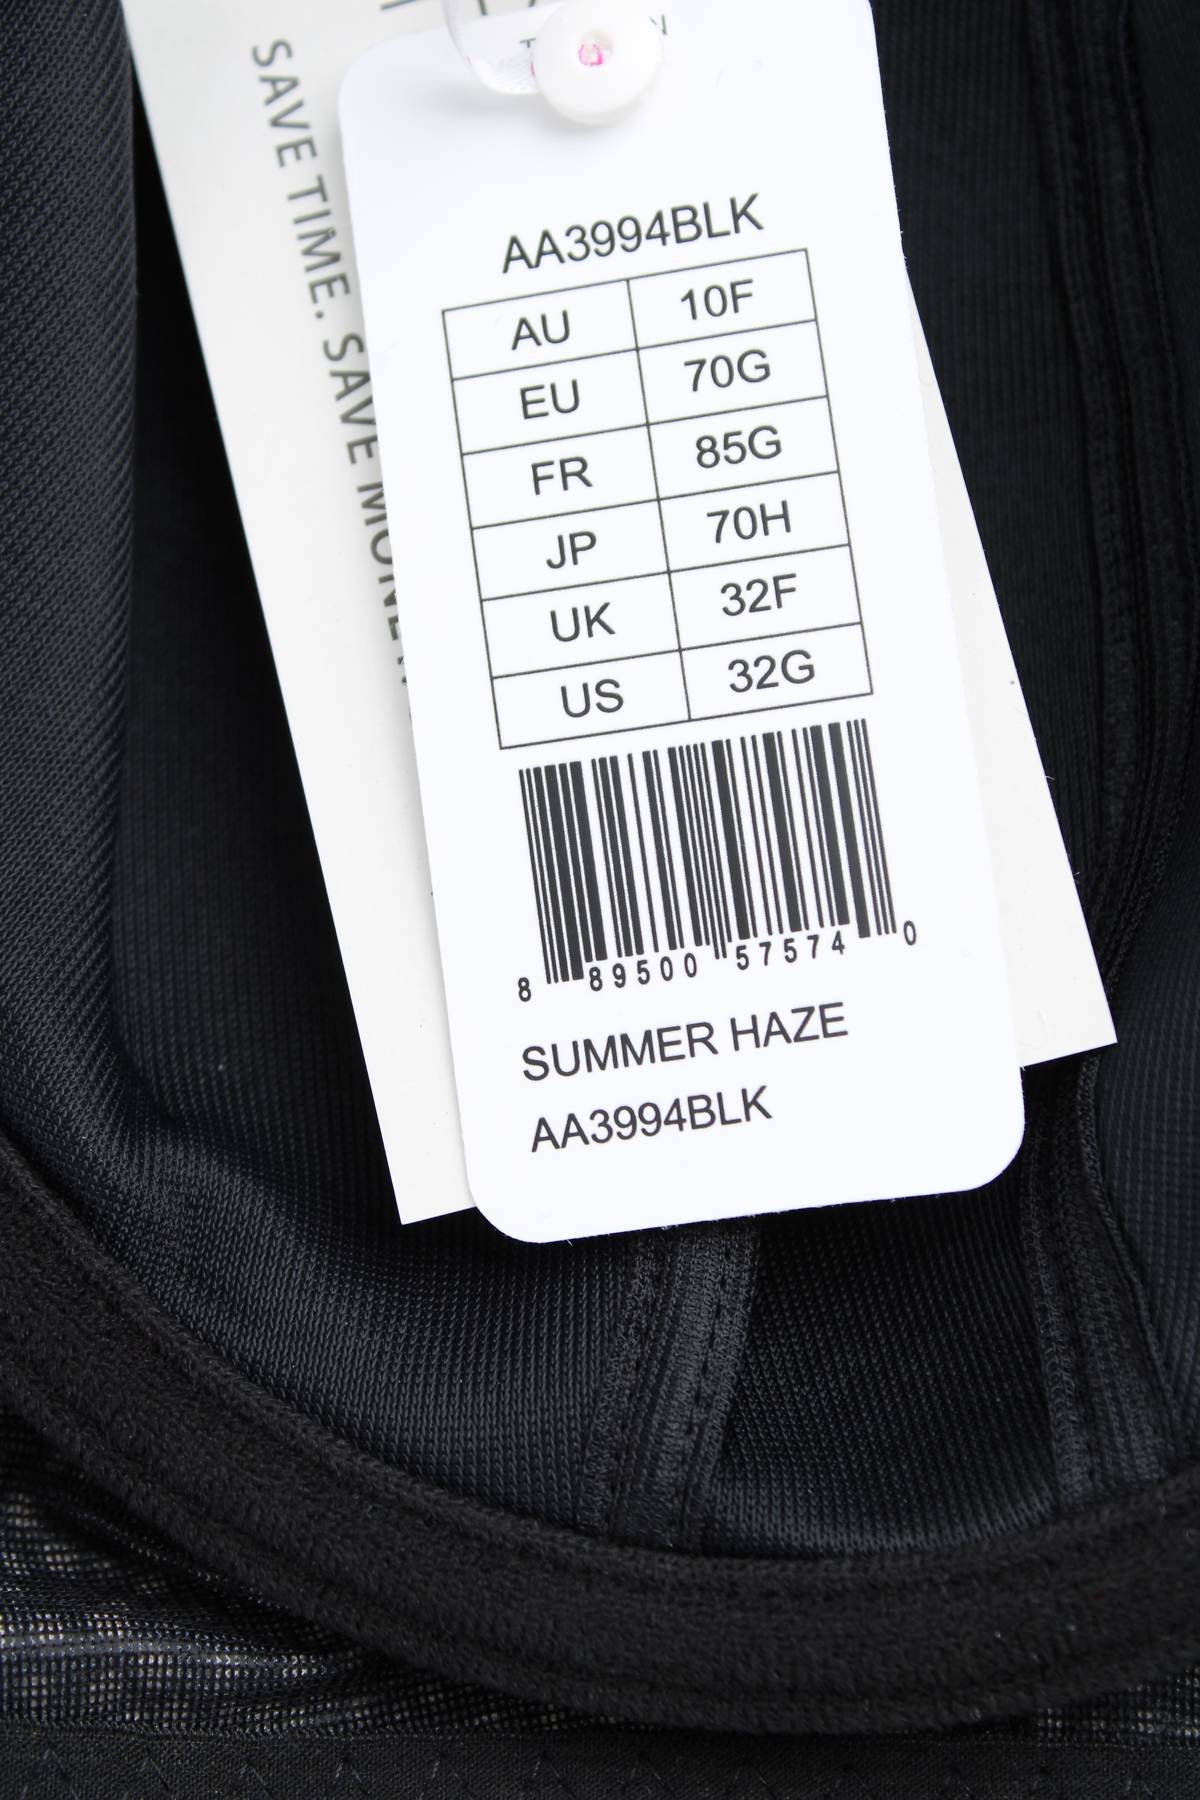 SAVE TIME. SAVE MONEY
AA3994BLK
AU 10F
EU 70G
FR 85G
JP 70H
UK 32F
US 32G
8 89500 57574 0
SUMMER HAZE
AA3994BLK